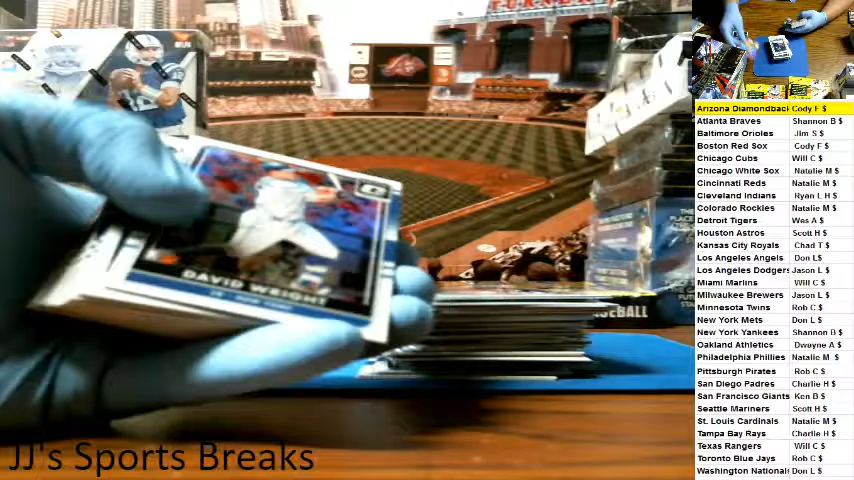 TURNER
DAVID WRIGHT
BASEBALL
JJ's Sports Breaks
Arizona Diamondback Cody F $
Atlanta Braves Shannon B $
Baltimore Orioles Jim S $
Boston Red Sox Cody F $
Chicago Cubs Will C $
Chicago White Sox Natalie M $
Cincinnati Reds Natalie M $
Cleveland Indians Ryan L H $
Colorado Rockies Natalie M $
Detroit Tigers Wes A $
Houston Astros Scott H $
Kansas City Royals Chad T $
Los Angeles Angels Don L $
Los Angeles Dodgers Jason L $
Miami Marlins Will C $
Milwaukee Brewers Jason L $
Minnesota Twins Rob C $
New York Mets Don L $
New York Yankees Shannon B $
Oakland Athletics Dwayne A $
Philadelphia Phillies Natalie M $
Pittsburgh Pirates Rob C $
San Diego Padres Charlie H $
San Francisco Giants Ken B $
Seattle Mariners Scott H $
St. Louis Cardinals Natalie M $
Tampa Bay Rays Charlie H $
Texas Rangers Will C $
Toronto Blue Jays Rob C $
Washington National Don L $